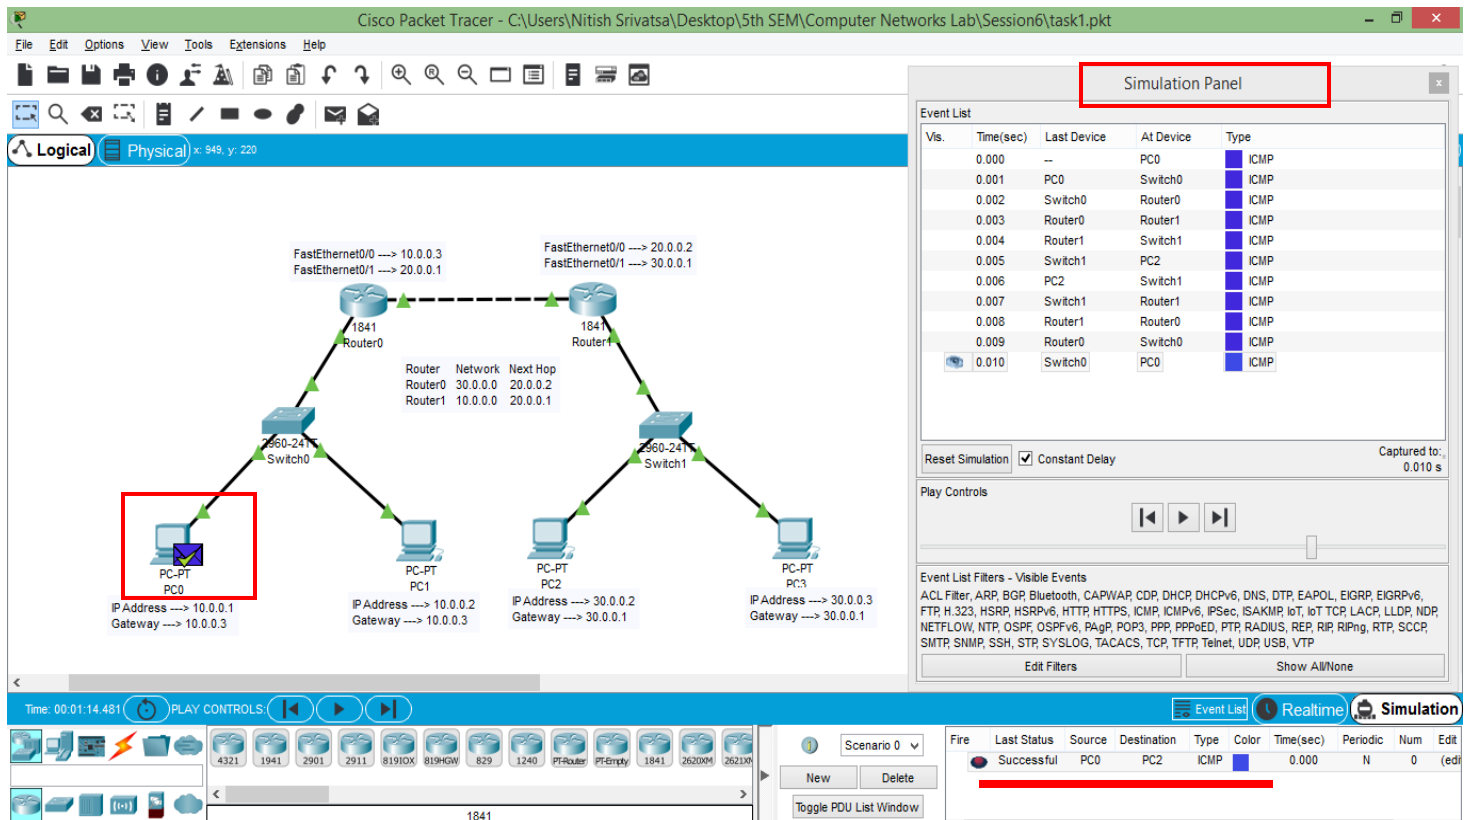 Cisco Packet Tracer - C:\Users\Nitish Srivatsa\Desktop\5th SEM\Computer Networks Lab\Session6\task1.pkt
File Edit Options View Tools Extensions Help
Logical Physical x: 949, y: 220
FastEthernet0/0 ---> 10.0.0.3
FastEthernet0/1 ---> 20.0.0.1
FastEthernet0/0 ---> 20.0.0.2
FastEthernet0/1 ---> 30.0.0.1
1841
Router0
1841
Router1
Router Network Next Hop
Router0 30.0.0.0 20.0.0.2
Router1 10.0.0.0 20.0.0.1
2960-24TT
Switch0
2960-24TT
Switch1
PC-PT
PC0
IP Address ---> 10.0.0.1
Gateway ---> 10.0.0.3
PC-PT
PC1
IP Address ---> 10.0.0.2
Gateway ---> 10.0.0.3
PC-PT
PC2
IP Address ---> 30.0.0.2
Gateway ---> 30.0.0.1
PC-PT
PC3
IP Address ---> 30.0.0.3
Gateway ---> 30.0.0.1
Simulation Panel
Event List
Vis. Time(sec) Last Device At Device Type
0.000 -- PC0 ICMP
0.001 PC0 Switch0 ICMP
0.002 Switch0 Router0 ICMP
0.003 Router0 Router1 ICMP
0.004 Router1 Switch1 ICMP
0.005 Switch1 PC2 ICMP
0.006 PC2 Switch1 ICMP
0.007 Switch1 Router1 ICMP
0.008 Router1 Router0 ICMP
0.009 Router0 Switch0 ICMP
0.010 Switch0 PC0 ICMP
Reset Simulation Constant Delay
Captured to:
0.010 s
Play Controls
Event List Filters - Visible Events
ACL Filter, ARP, BGP, Bluetooth, CAPWAP, CDP, DHCP, DHCPv6, DNS, DTP, EAPOL, EIGRP, EIGRPv6,
FTP, H.323, HSRP, HSRPv6, HTTP, HTTPS, ICMP, ICMPv6, IPSec, ISAKMP, IoT, IoT TCP, LACP, LLDP, NDP,
NETFLOW, NTP, OSPF, OSPFv6, PAgP, POP3, PPP, PPPoED, PTP, RADIUS, REP, RIP, RIPng, RTP, SCCP,
SMTP, SNMP, SSH, STP, SYSLOG, TACACS, TCP, TFTP, Telnet, UDP, USB, VTP
Edit Filters Show All/None
Time: 00:01:14.481 PLAY CONTROLS: Event List Realtime Simulation
4321 1941 2901 2911 819IOX 819HGW 829 1240 PT-Router PT-Empty 1841 2620XM 2621XM
1841
Scenario 0
New Delete
Toggle PDU List Window
Fire Last Status Source Destination Type Color Time(sec) Periodic Num Edit
Successful PC0 PC2 ICMP 0.000 N 0 (edi